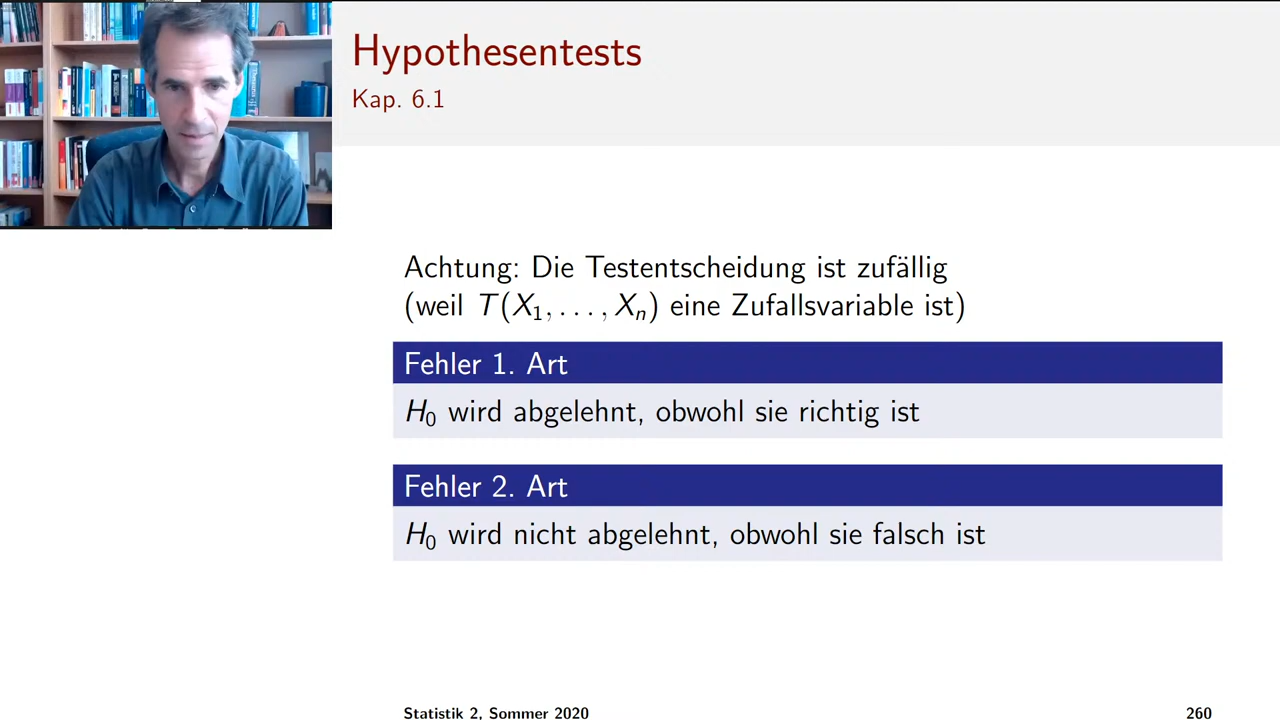 Hypothesentests
Kap. 6.1
Achtung: Die Testentscheidung ist zufällig
(weil T(X₁, . . . , Xₙ) eine Zufallsvariable ist)
Fehler 1. Art
H₀ wird abgelehnt, obwohl sie richtig ist
Fehler 2. Art
H₀ wird nicht abgelehnt, obwohl sie falsch ist
Statistik 2, Sommer 2020
260